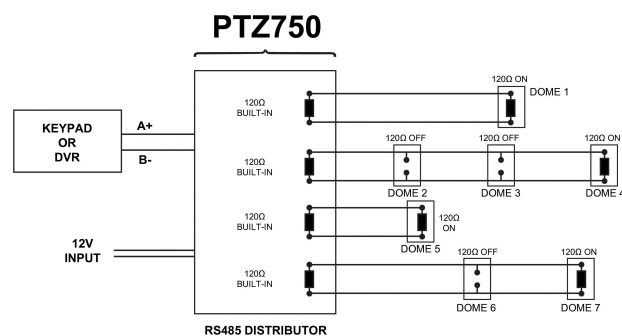 PTZ750
120Ω ON
DOME 1
120Ω
BUILT-IN
KEYPAD
OR
DVR
A+
B-
120Ω OFF
120Ω OFF
120Ω ON
120Ω
BUILT-IN
DOME 2
DOME 3
DOME 4
120Ω
BUILT-IN
120Ω
ON
DOME 5
12V
INPUT
120Ω OFF
120Ω ON
120Ω
BUILT-IN
DOME 6
DOME 7
RS485 DISTRIBUTOR